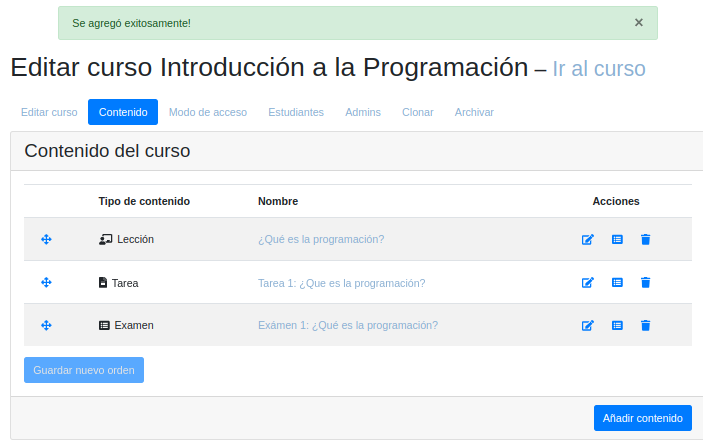 Se agregó exitosamente! ×
Editar curso Introducción a la Programación – Ir al curso
Editar curso Contenido Modo de acceso Estudiantes Admins Clonar Archivar
Contenido del curso
Tipo de contenido Nombre Acciones
Lección ¿Qué es la programación?
Tarea Tarea 1: ¿Que es la programación?
Examen Exámen 1: ¿Qué es la programación?
Guardar nuevo orden
Añadir contenido